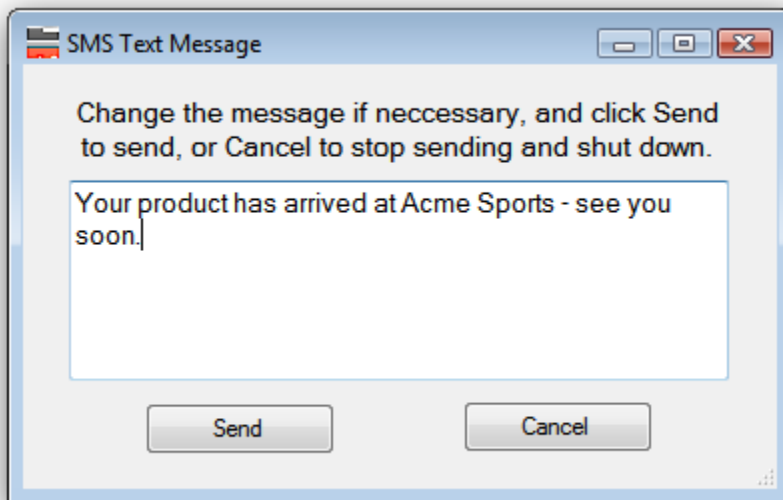 SMS Text Message
Change the message if neccessary, and click Send
to send, or Cancel to stop sending and shut down.
Your product has arrived at Acme Sports - see you
soon.
Send
Cancel